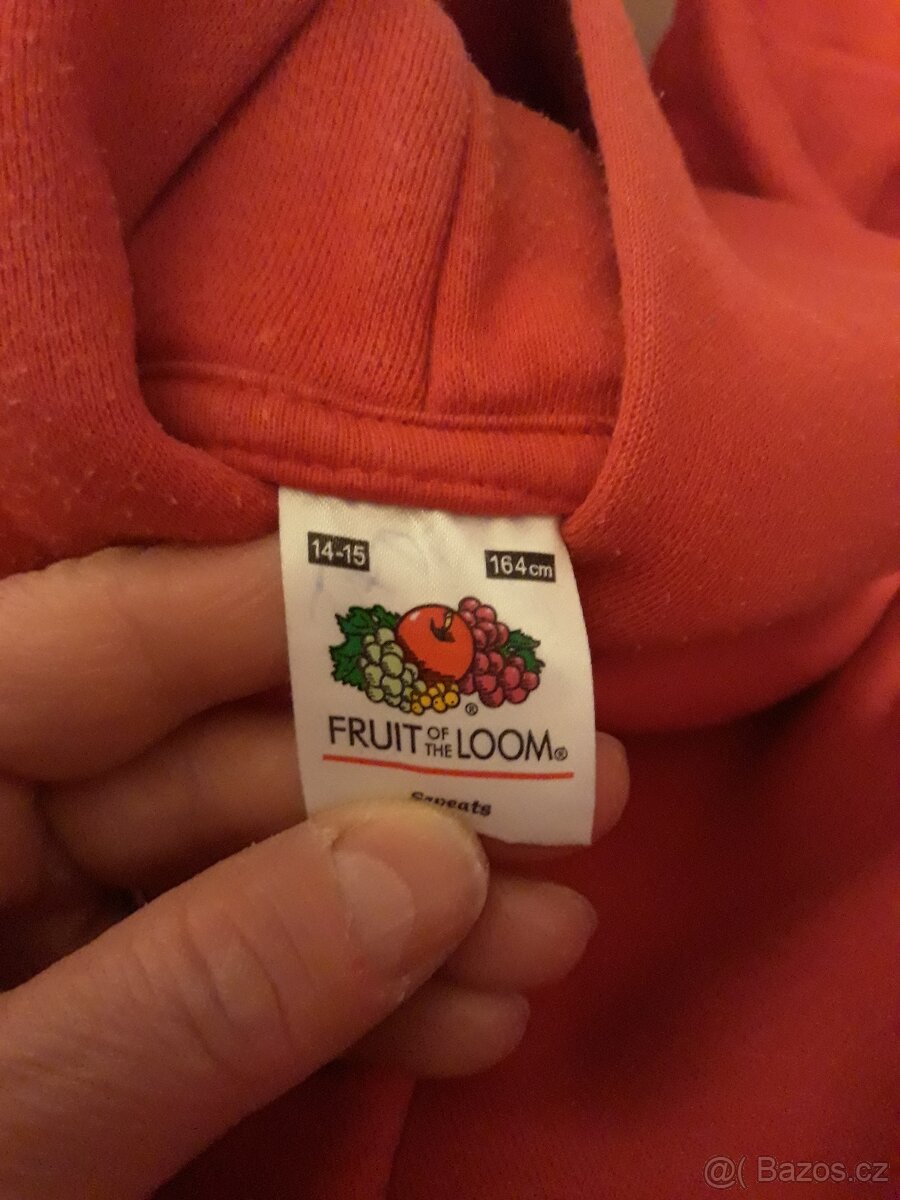 14-15
164cm
®
FRUIT OF THE LOOM®
Sweats
@( Bazos.cz